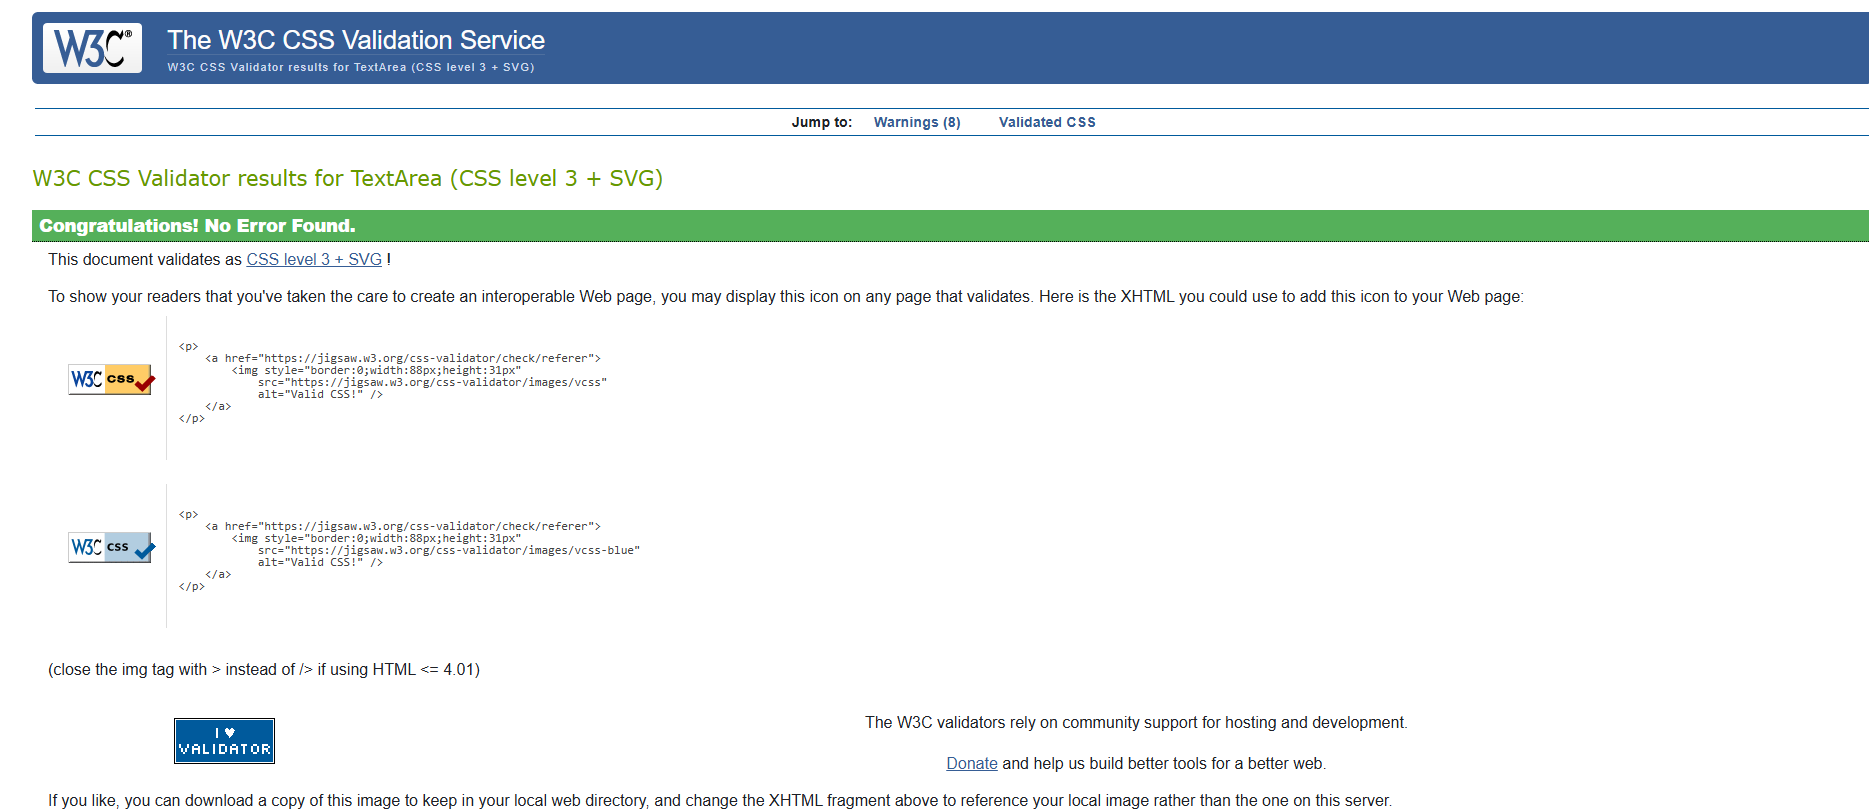 W3C®
The W3C CSS Validation Service
W3C CSS Validator results for TextArea (CSS level 3 + SVG)
Jump to: Warnings (8) Validated CSS
W3C CSS Validator results for TextArea (CSS level 3 + SVG)
Congratulations! No Error Found.
This document validates as CSS level 3 + SVG !
To show your readers that you've taken the care to create an interoperable Web page, you may display this icon on any page that validates. Here is the XHTML you could use to add this icon to your Web page:
W3C css
<p>
    <a href="https://jigsaw.w3.org/css-validator/check/referer">
        <img style="border:0;width:88px;height:31px"
            src="https://jigsaw.w3.org/css-validator/images/vcss"
            alt="Valid CSS!" />
    </a>
</p>
W3C css
<p>
    <a href="https://jigsaw.w3.org/css-validator/check/referer">
        <img style="border:0;width:88px;height:31px"
            src="https://jigsaw.w3.org/css-validator/images/vcss-blue"
            alt="Valid CSS!" />
    </a>
</p>
(close the img tag with > instead of /> if using HTML <= 4.01)
I ♥
VALIDATOR
The W3C validators rely on community support for hosting and development.
Donate and help us build better tools for a better web.
If you like, you can download a copy of this image to keep in your local web directory, and change the XHTML fragment above to reference your local image rather than the one on this server.